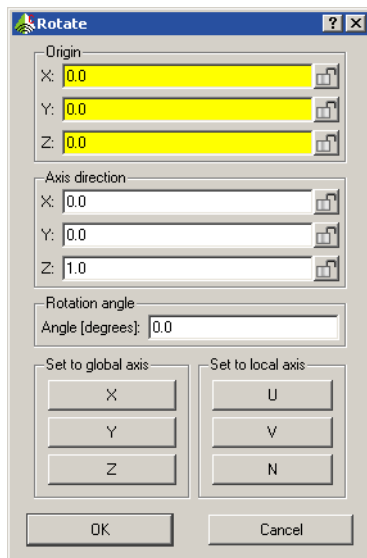 Rotate
Origin
X: 0.0
Y: 0.0
Z: 0.0
Axis direction
X: 0.0
Y: 0.0
Z: 1.0
Rotation angle
Angle [degrees]: 0.0
Set to global axis
X
Y
Z
Set to local axis
U
V
N
OK
Cancel